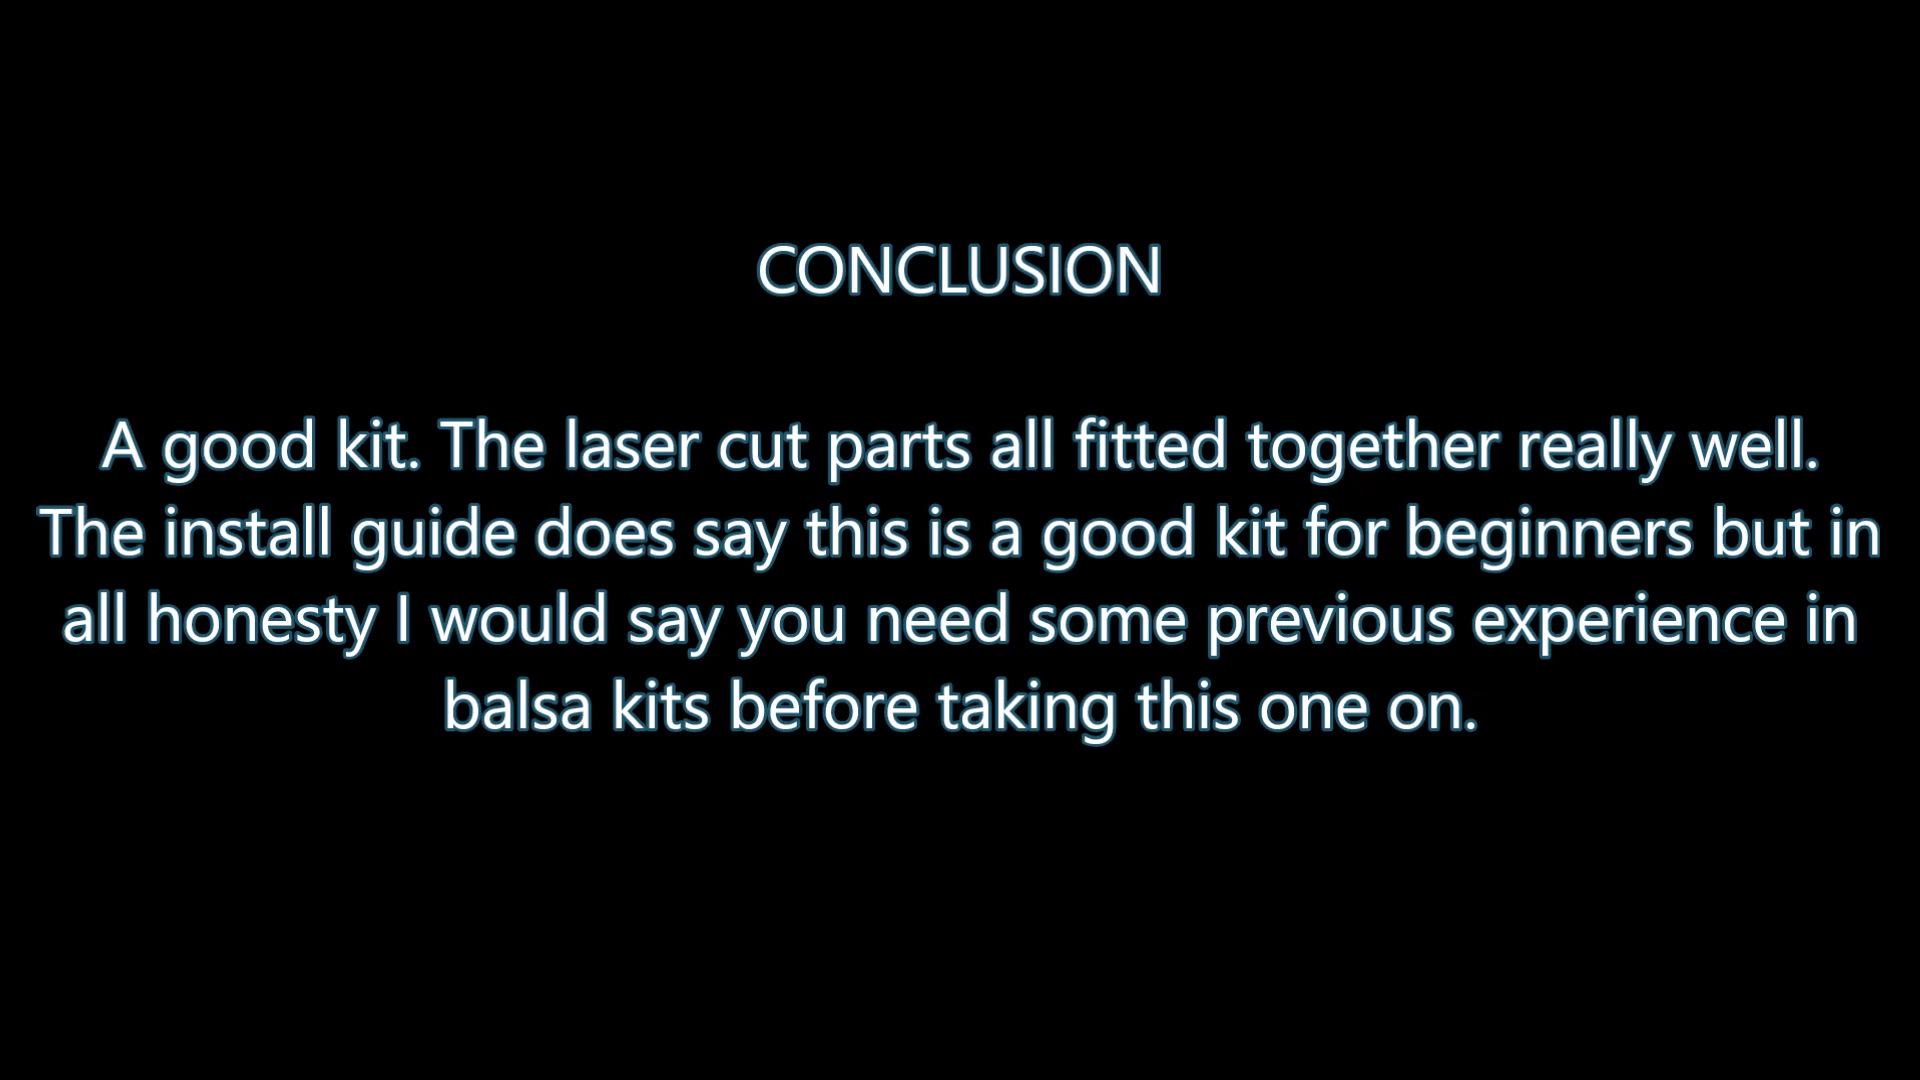 CONCLUSION
A good kit. The laser cut parts all fitted together really well.
The install guide does say this is a good kit for beginners but in
all honesty I would say you need some previous experience in
balsa kits before taking this one on.